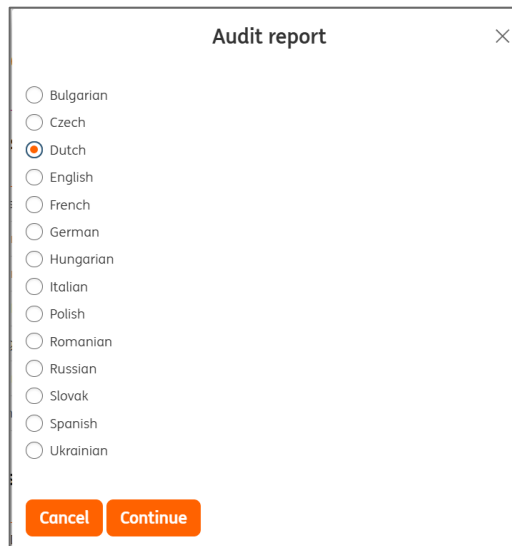 Audit report
Bulgarian
Czech
Dutch
English
French
German
Hungarian
Italian
Polish
Romanian
Russian
Slovak
Spanish
Ukrainian
Cancel Continue